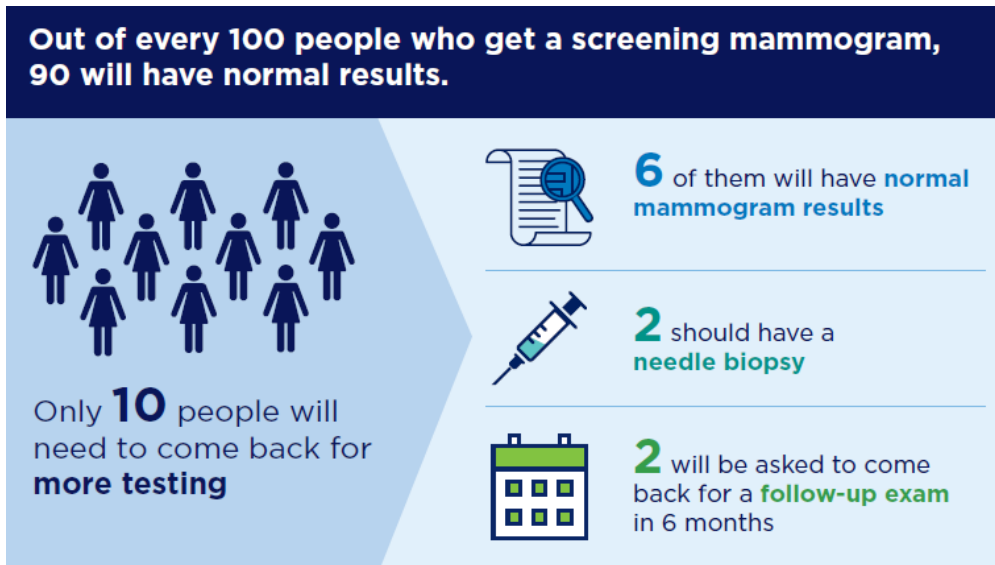 Out of every 100 people who get a screening mammogram,
90 will have normal results.
Only 10 people will
need to come back for
more testing
6 of them will have normal
mammogram results
2 should have a
needle biopsy
2 will be asked to come
back for a follow-up exam
in 6 months